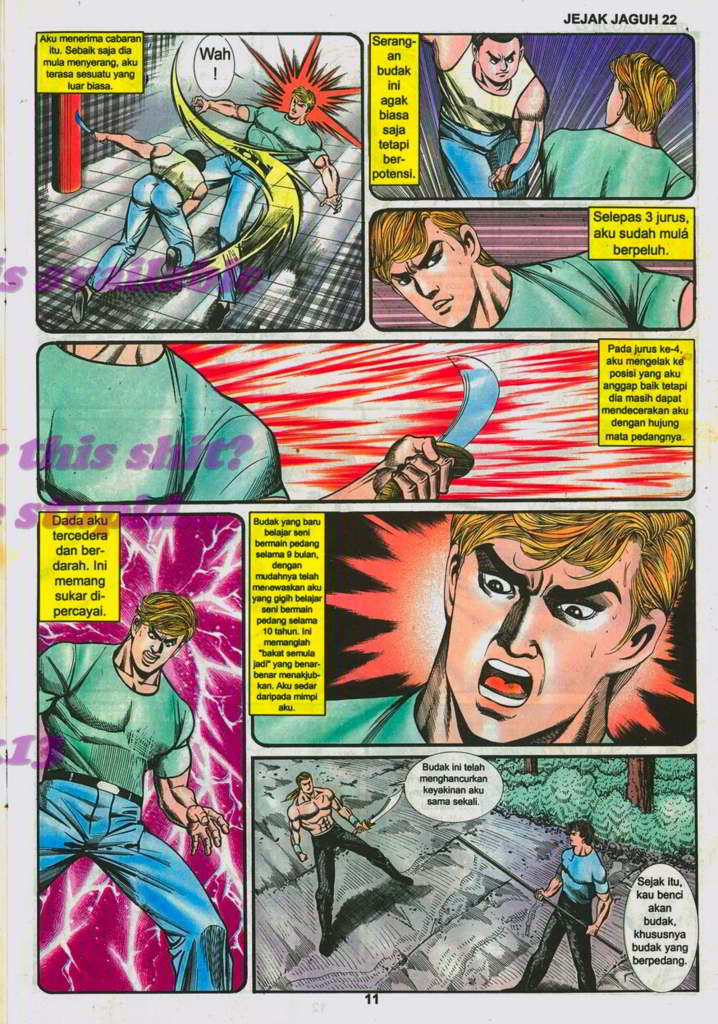 JEJAK JAGUH 22
Aku menerima cabaran
itu. Sebaik saja dia
mula menyerang, aku
terasa sesuatu yang
luar biasa.
Wah
!
Serang-
an
budak
ini
agak
biasa
saja
tetapi
ber-
potensi.
Selepas 3 jurus,
aku sudah mulá
berpeluh.
Pada jurus ke-4,
aku mengelak ke
posisi yang aku
anggap baik tetapi
dia masih dapat
mendecerakan aku
dengan hujung
mata pedangnya.
Dada aku
tercedera
dan ber-
darah. Ini
memang
sukar di-
percayai.
Budak yang baru
belajar seni
bermain pedang
selama 9 bulan,
dengan
mudahnya telah
menewaskan aku
yang gigih belajar
seni bermain
pedang selama
10 tahun. Ini
memanglah
"bakat semula
jadi" yang benar-
benar menakjub-
kan. Aku sedar
daripada mimpi
aku.
Budak ini telah
menghancurkan
keyakinan aku
sama sekali.
Sejak itu,
kau benci
akan
budak,
khususnya
budak yang
berpedang.
11
is available
this shit?